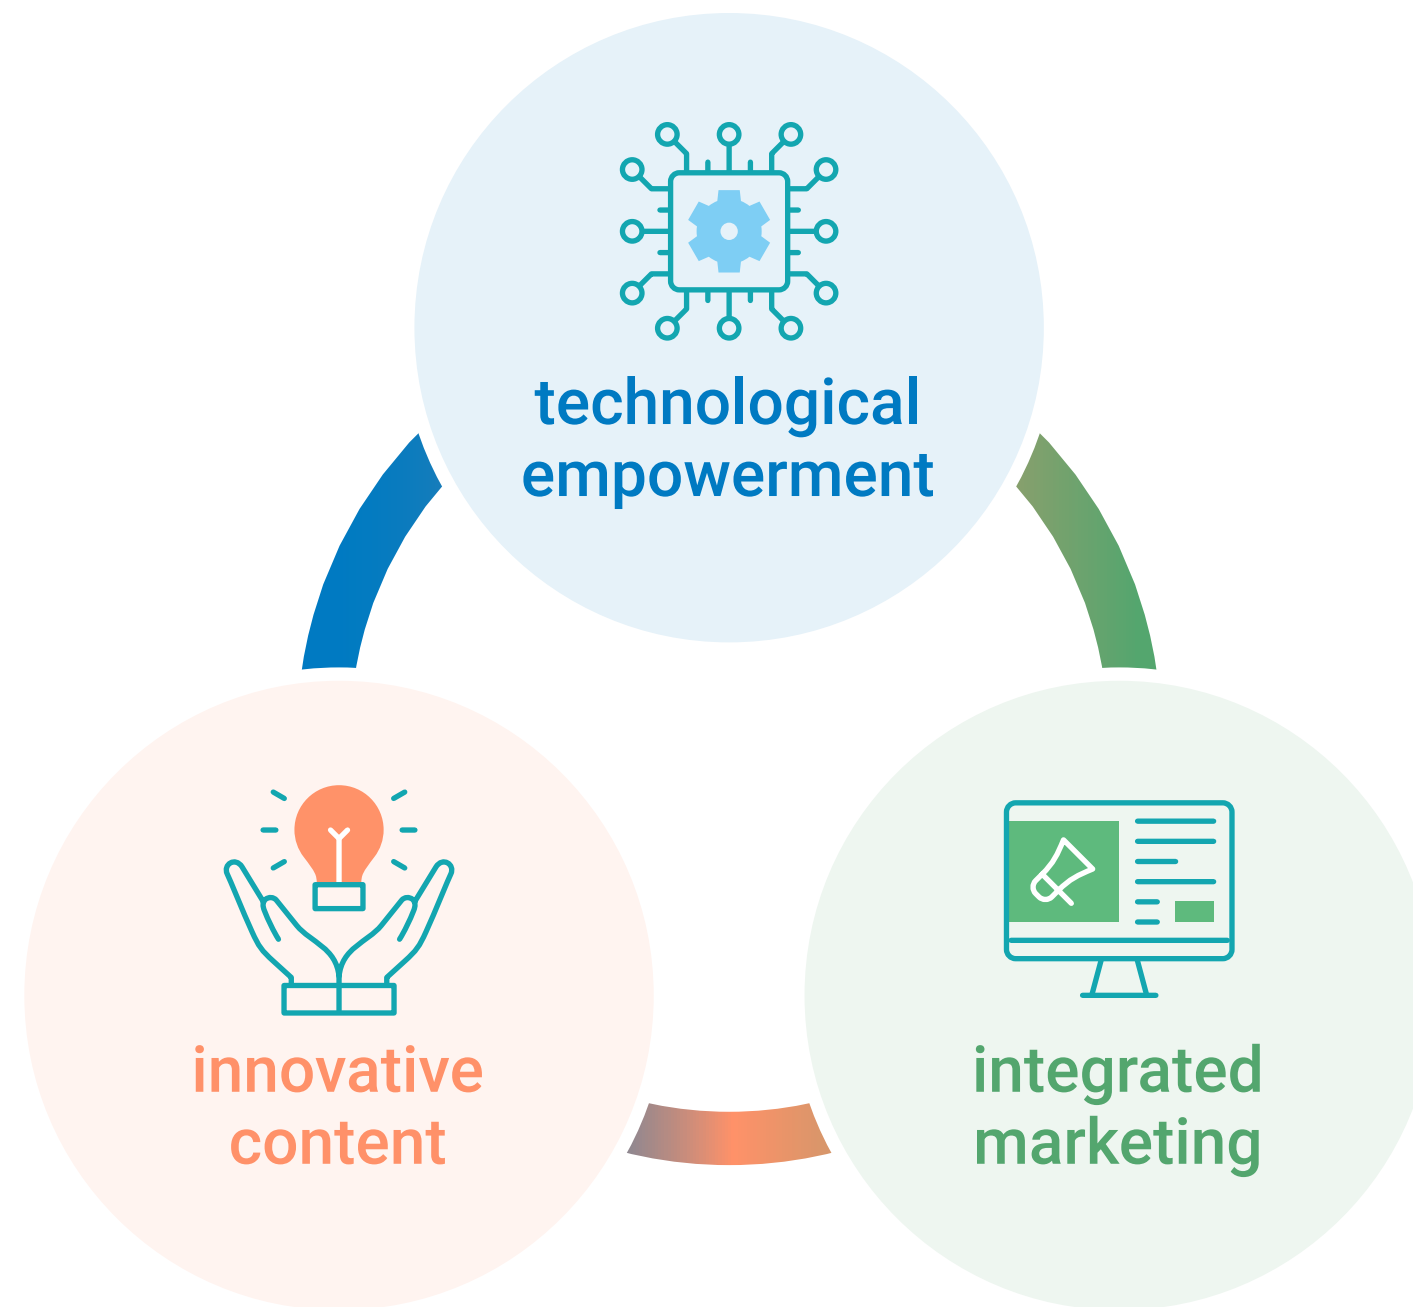 technological
empowerment
innovative
content
integrated
marketing